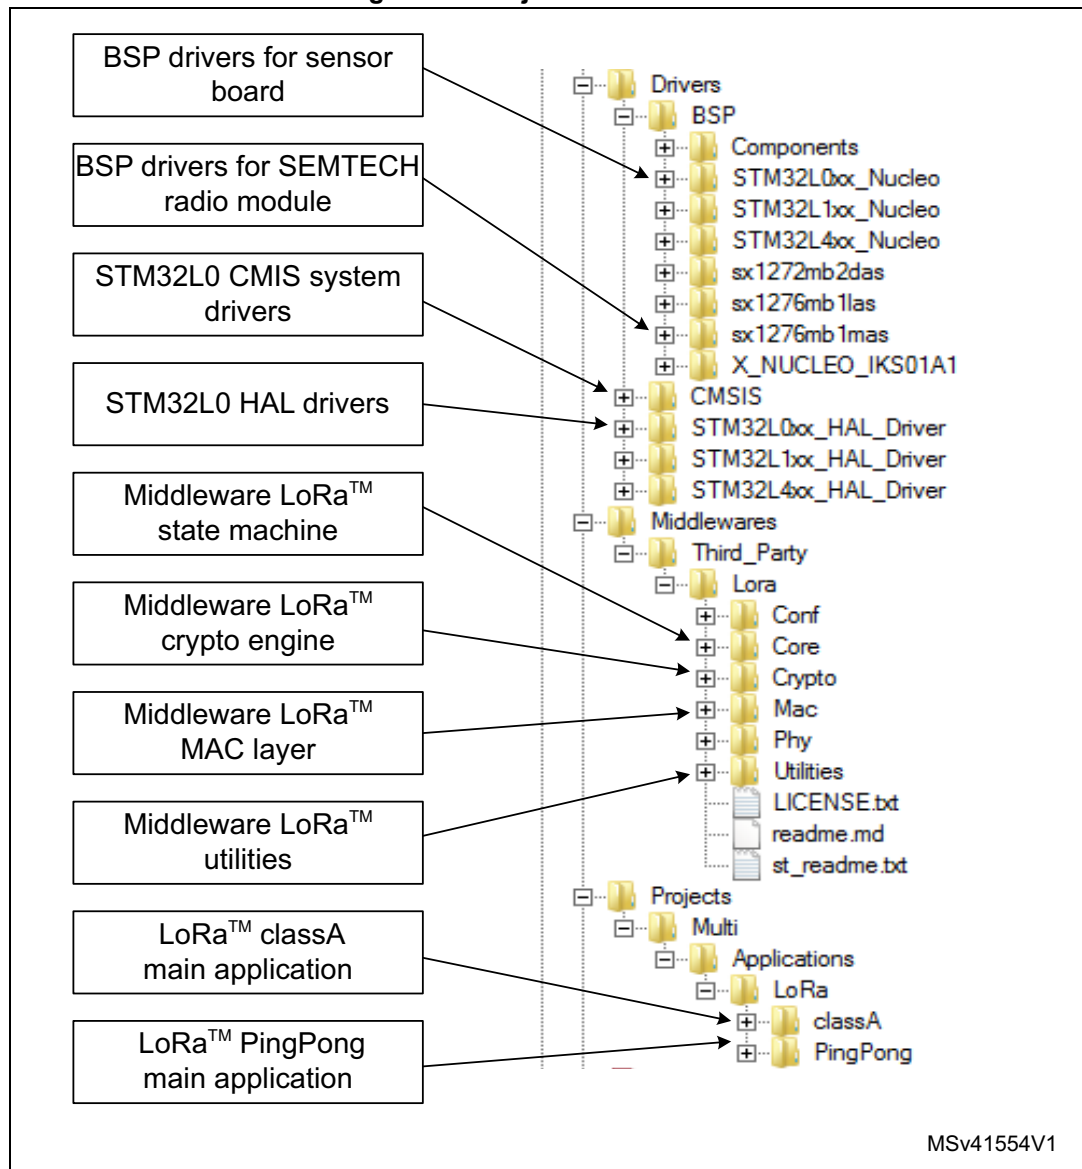 BSP drivers for sensor
board
BSP drivers for SEMTECH
radio module
STM32L0 CMIS system
drivers
STM32L0 HAL drivers
Middleware LoRa™
state machine
Middleware LoRa™
crypto engine
Middleware LoRa™
MAC layer
Middleware LoRa™
utilities
LoRa™ classA
main application
LoRa™ PingPong
main application
Drivers
BSP
Components
STM32L0xx_Nucleo
STM32L1xx_Nucleo
STM32L4xx_Nucleo
sx1272mb2das
sx1276mb1las
sx1276mb1mas
X_NUCLEO_IKS01A1
CMSIS
STM32L0xx_HAL_Driver
STM32L1xx_HAL_Driver
STM32L4xx_HAL_Driver
Middlewares
Third_Party
Lora
Conf
Core
Crypto
Mac
Phy
Utilities
LICENSE.txt
readme.md
st_readme.txt
Projects
Multi
Applications
LoRa
classA
PingPong
MSv41554V1